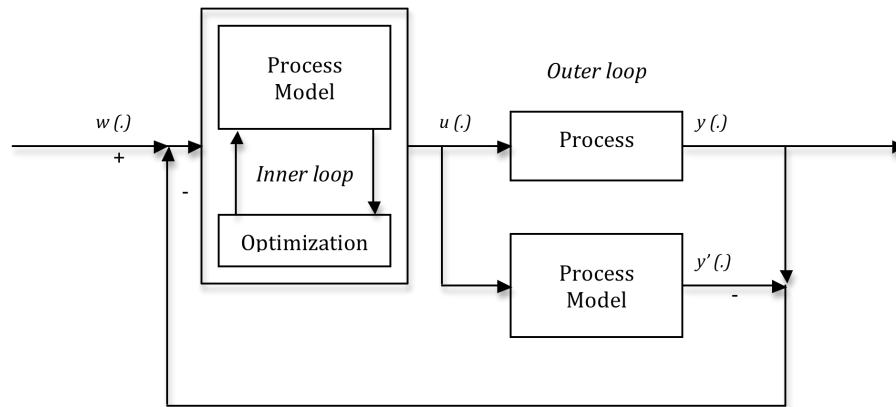 Process
Model
Outer loop
w (.)
u (.)
Process
y (.)
+
-
Inner loop
Optimization
Process
Model
y’ (.)
-